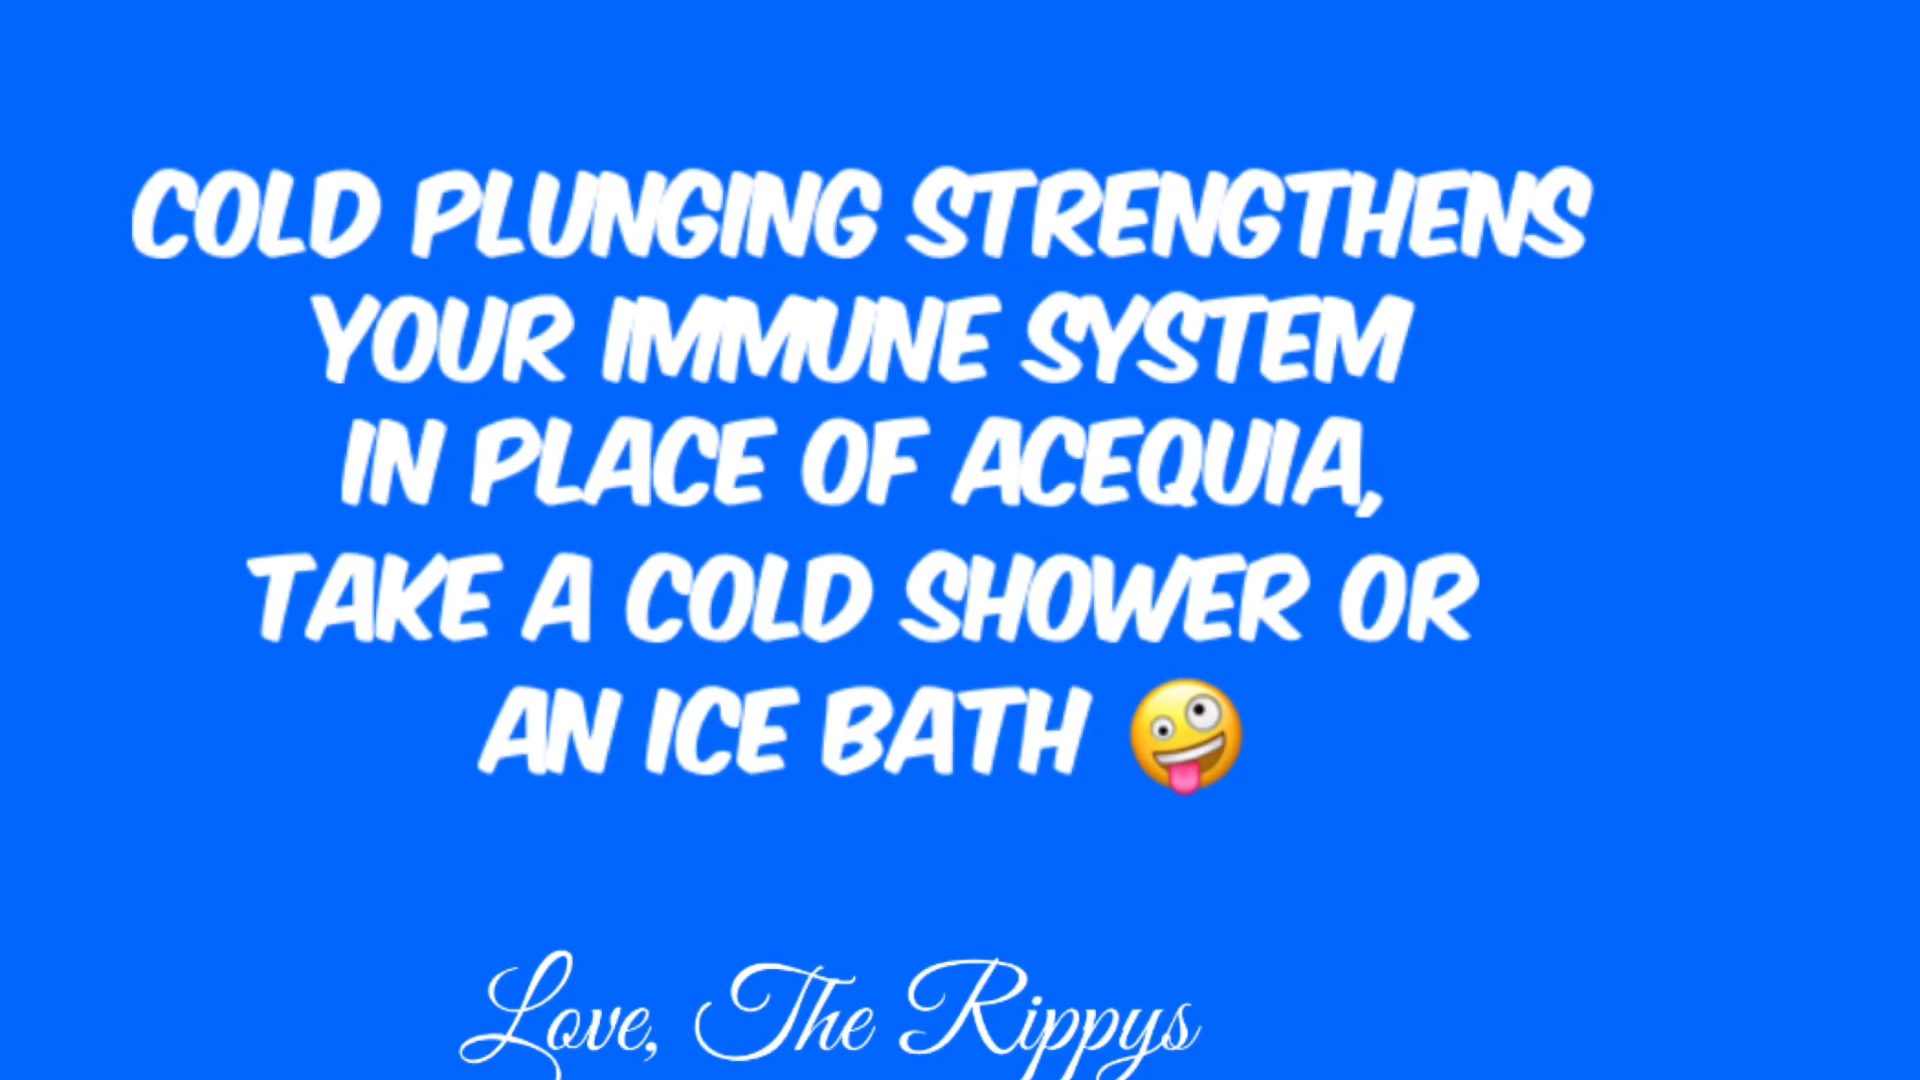 COLD PLUNGING STRENGTHENS
YOUR IMMUNE SYSTEM
IN PLACE OF ACEQUIA,
TAKE A COLD SHOWER OR
AN ICE BATH 🤪
Love, The Rippys